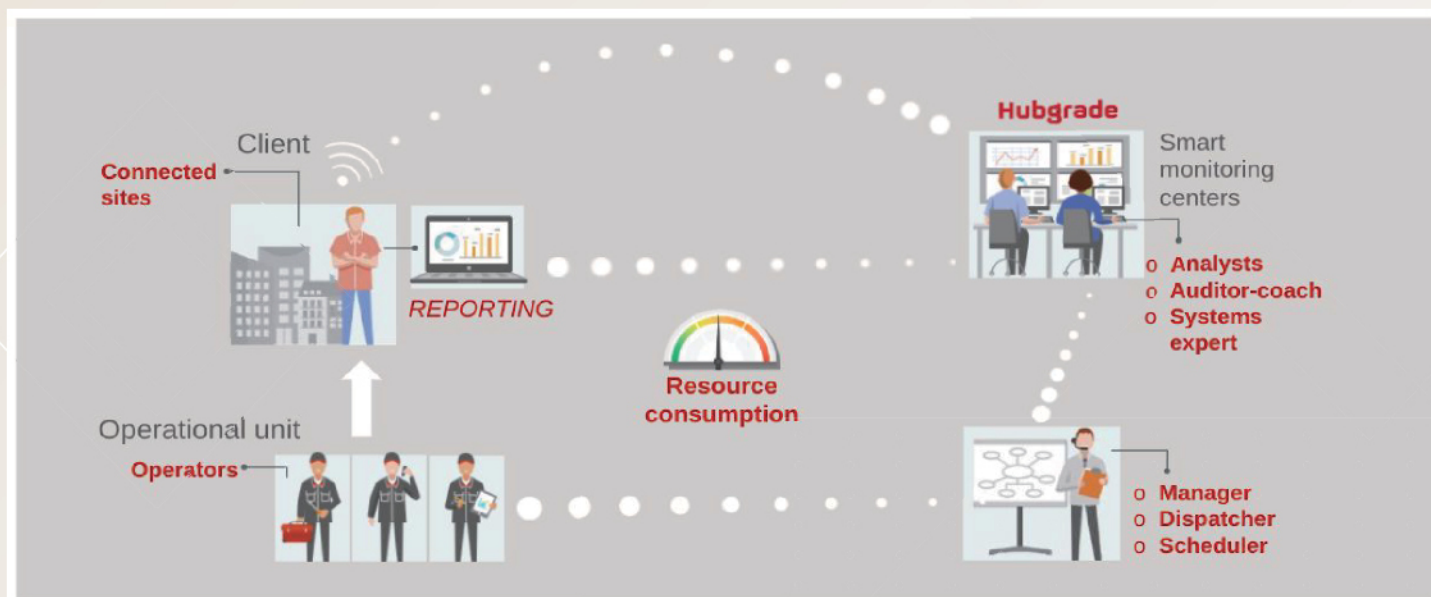 Hubgrade
Client
Connected
sites
Smart
monitoring
centers
o Analysts
o Auditor-coach
o Systems
expert
REPORTING
Resource
consumption
Operational unit
Operators
o Manager
o Dispatcher
o Scheduler